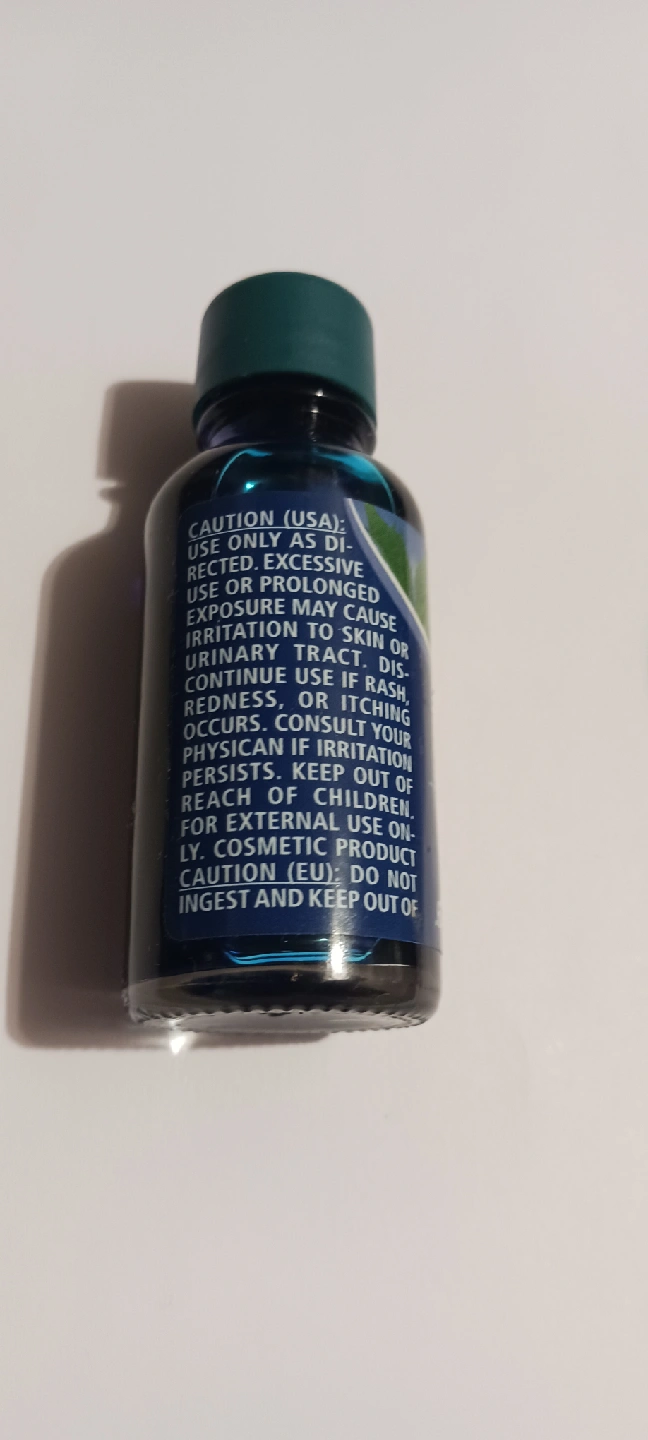 CAUTION (USA):
USE ONLY AS DI-
RECTED. EXCESSIVE
USE OR PROLONGED
EXPOSURE MAY CAUSE
IRRITATION TO SKIN OR
URINARY TRACT. DIS-
CONTINUE USE IF RASH,
REDNESS, OR ITCHING
OCCURS. CONSULT YOUR
PHYSICAN IF IRRITATION
PERSISTS. KEEP OUT OF
REACH OF CHILDREN.
FOR EXTERNAL USE ON-
LY. COSMETIC PRODUCT
CAUTION (EU): DO NOT
INGEST AND KEEP OUT OF